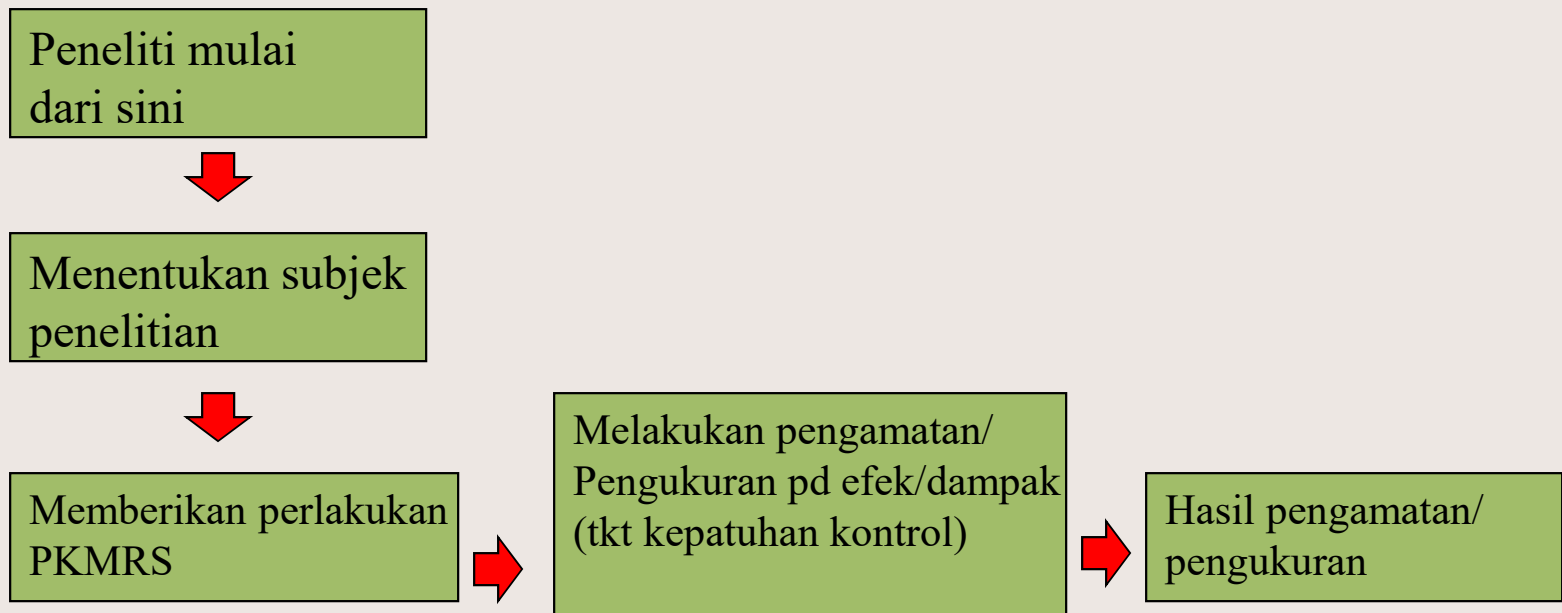 Peneliti mulai
dari sini
Menentukan subjek
penelitian
Memberikan perlakukan
PKMRS
Melakukan pengamatan/
Pengukuran pd efek/dampak
(tkt kepatuhan kontrol)
Hasil pengamatan/
pengukuran